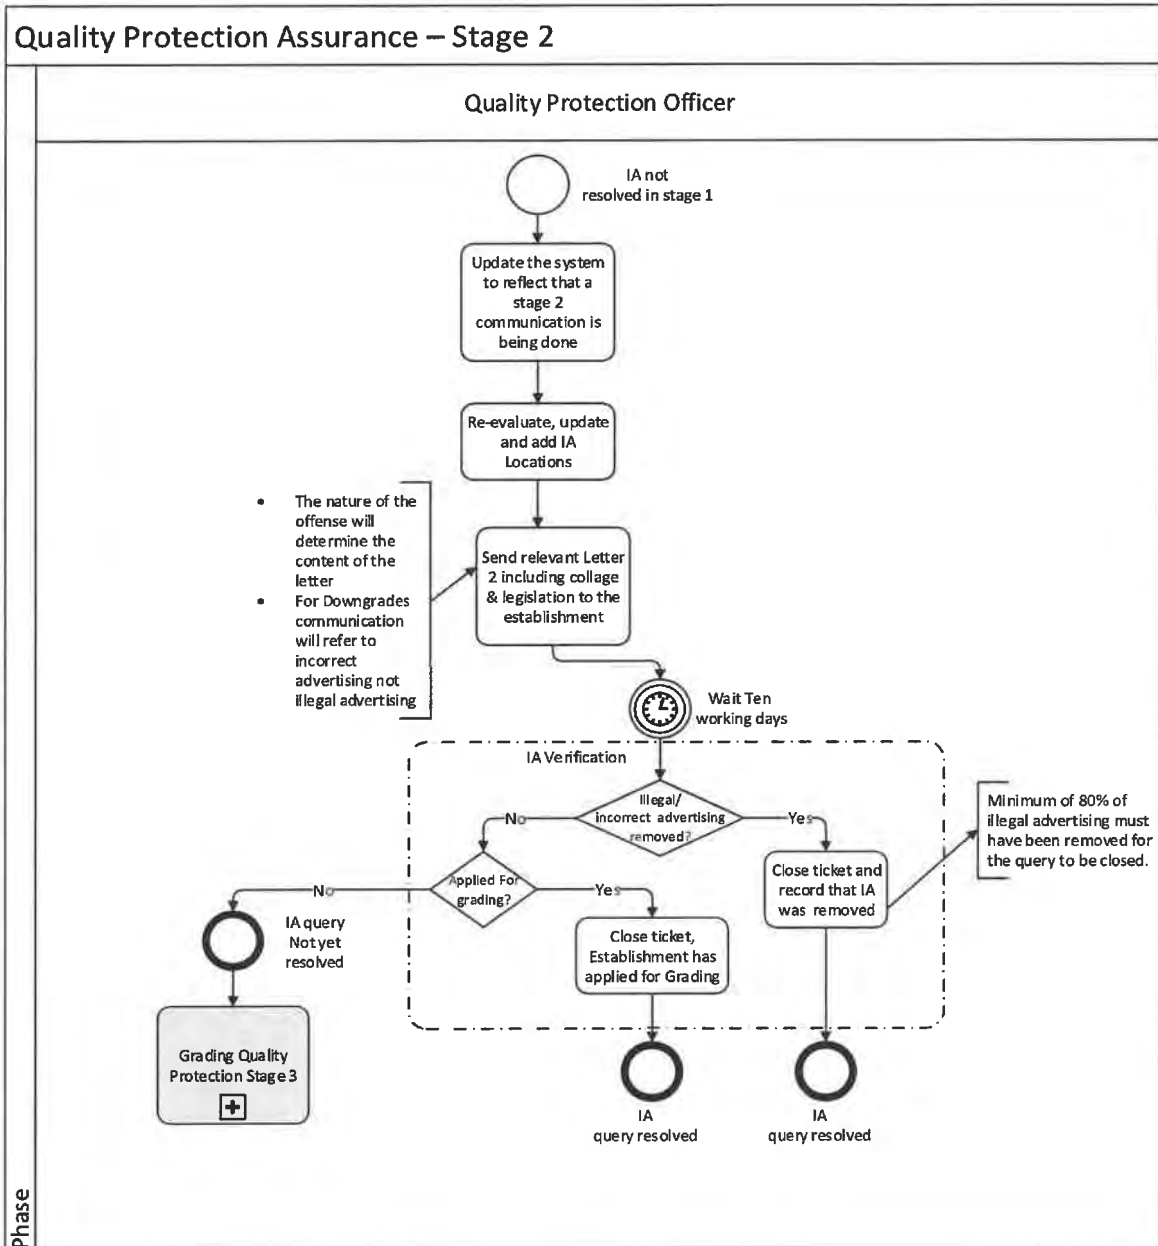 Quality Protection Assurance – Stage 2
Quality Protection Officer
IA not
resolved in stage 1
Update the system
to reflect that a
stage 2
communication is
being done
Re-evaluate, update
and add IA
Locations
• The nature of the
offense will
determine the
content of the
letter
• For Downgrades
communication
will refer to
incorrect
advertising not
illegal advertising
Send relevant Letter
2 including collage
& legislation to the
establishment
Wait Ten
working days
IA Verification
Illegal/
incorrect advertising
removed?
No
Yes
Minimum of 80% of
illegal advertising must
have been removed for
the query to be closed.
Close ticket and
record that IA
was removed
Applied For
grading?
No
Yes
IA query
Not yet
resolved
Close ticket,
Establishment has
applied for Grading
Grading Quality
Protection Stage 3
IA
query resolved
IA
query resolved
Phase